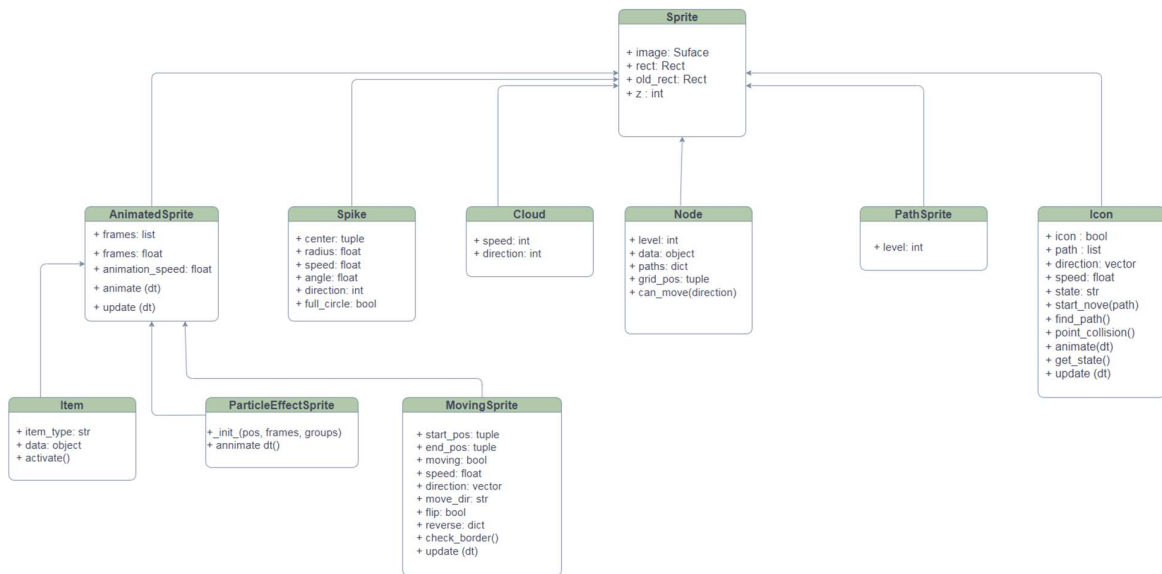 Sprite
+ image: Suface
+ rect: Rect
+ old_rect: Rect
+ z : int
AnimatedSprite
+ frames: list
+ frames: float
+ animation_speed: float
+ animate (dt)
+ update (dt)
Spike
+ center: tuple
+ radius: float
+ speed: float
+ angle: float
+ direction: int
+ full_circle: bool
Cloud
+ speed: int
+ direction: int
Node
+ level: int
+ data: object
+ paths: dict
+ grid_pos: tuple
+ can_move(direction)
PathSprite
+ level: int
Icon
+ icon : bool
+ path : list
+ direction: vector
+ speed: float
+ state: str
+ start_nove(path)
+ find_path()
+ point_collision()
+ animate(dt)
+ get_state()
+ update (dt)
Item
+ item_type: str
+ data: object
+ activate()
ParticleEffectSprite
+_init_(pos, frames, groups)
+ annimate dt()
MovingSprite
+ start_pos: tuple
+ end_pos: tuple
+ moving: bool
+ speed: float
+ direction: vector
+ move_dir: str
+ flip: bool
+ reverse: dict
+ check_border()
+ update (dt)